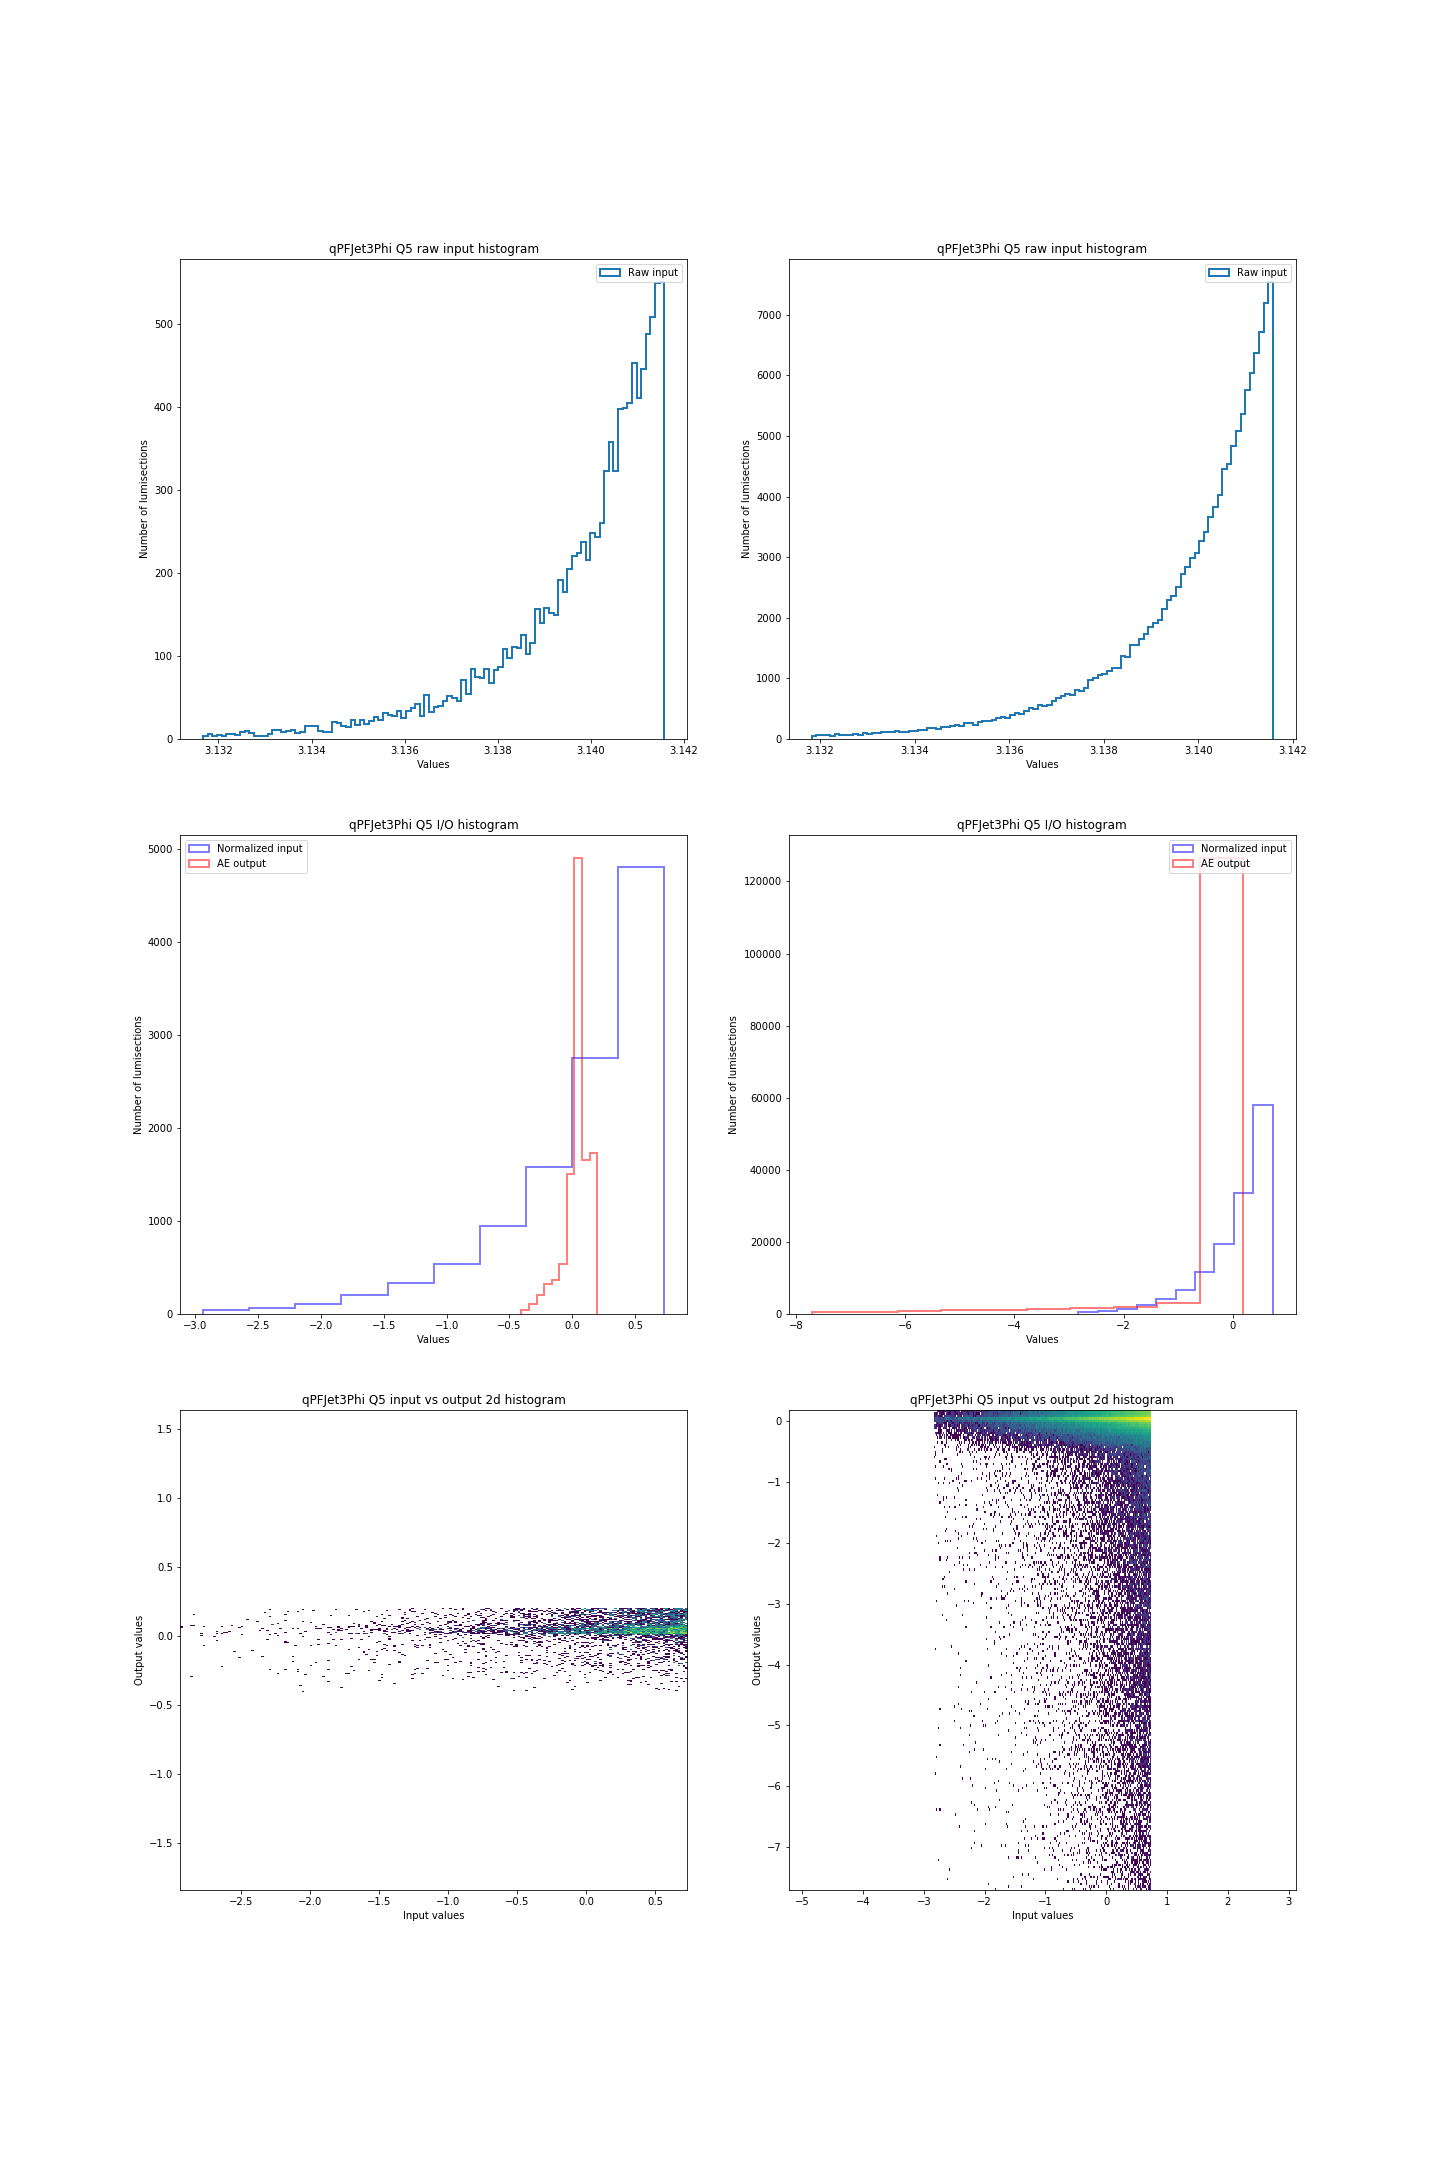 qPFJet3Phi Q5 raw input histogram
Raw input
500
400
300
200
100
0
Number of lumisections
3.132 3.134 3.136 3.138 3.140 3.142
Values
qPFJet3Phi Q5 raw input histogram
Raw input
7000
6000
5000
4000
3000
2000
1000
0
Number of lumisections
3.132 3.134 3.136 3.138 3.140 3.142
Values
qPFJet3Phi Q5 I/O histogram
Normalized input
AE output
5000
4000
3000
2000
1000
0
Number of lumisections
−3.0 −2.5 −2.0 −1.5 −1.0 −0.5 0.0 0.5
Values
qPFJet3Phi Q5 I/O histogram
Normalized input
AE output
120000
100000
80000
60000
40000
20000
0
Number of lumisections
−8 −6 −4 −2 0
Values
qPFJet3Phi Q5 input vs output 2d histogram
1.5
1.0
0.5
0.0
−0.5
−1.0
−1.5
Output values
−2.5 −2.0 −1.5 −1.0 −0.5 0.0 0.5
Input values
qPFJet3Phi Q5 input vs output 2d histogram
0
−1
−2
−3
−4
−5
−6
−7
Output values
−5 −4 −3 −2 −1 0 1 2 3
Input values